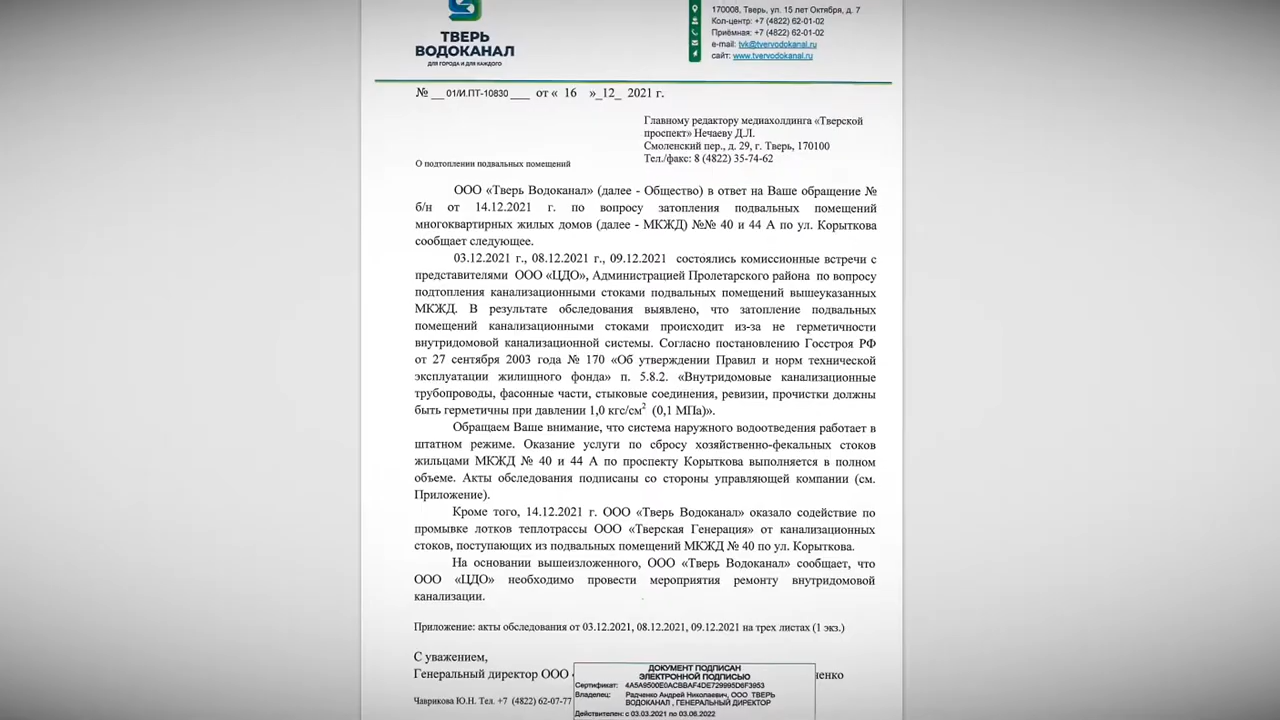 ТВЕРЬ
ВОДОКАНАЛ
ДЛЯ ГОРОДА И ДЛЯ КАЖДОГО
170008, Тверь, ул. 15 лет Октября, д. 7
Кол-центр: +7 (4822) 62-01-02
Приёмная: +7 (4822) 62-01-02
e-mail: tvk@tvervodokanal.ru
сайт: www.tvervodokanal.ru
№ __ 01/И.ПТ-10830 ___ от « 16 »_12_ 2021 г.
Главному редактору медиахолдинга «Тверской
проспект» Нечаеву Д.Л.
Смоленский пер., д. 29, г. Тверь, 170100
Тел./факс: 8 (4822) 35-74-62
О подтоплении подвальных помещений
ООО «Тверь Водоканал» (далее - Общество) в ответ на Ваше обращение №
б/н от 14.12.2021 г. по вопросу затопления подвальных помещений
многоквартирных жилых домов (далее - МКЖД) №№ 40 и 44 А по ул. Корыткова
сообщает следующее.
03.12.2021 г., 08.12.2021 г., 09.12.2021 состоялись комиссионные встречи с
представителями ООО «ЦДО», Администрацией Пролетарского района по вопросу
подтопления канализационными стоками подвальных помещений вышеуказанных
МКЖД. В результате обследования выявлено, что затопление подвальных
помещений канализационными стоками происходит из-за не герметичности
внутридомовой канализационной системы. Согласно постановлению Госстроя РФ
от 27 сентября 2003 года № 170 «Об утверждении Правил и норм технической
эксплуатации жилищного фонда» п. 5.8.2. «Внутридомовые канализационные
трубопроводы, фасонные части, стыковые соединения, ревизии, прочистки должны
быть герметичны при давлении 1,0 кгс/см² (0,1 МПа)».
Обращаем Ваше внимание, что система наружного водоотведения работает в
штатном режиме. Оказание услуги по сбросу хозяйственно-фекальных стоков
жильцами МКЖД № 40 и 44 А по проспекту Корыткова выполняется в полном
объеме. Акты обследования подписаны со стороны управляющей компании (см.
Приложение).
Кроме того, 14.12.2021 г. ООО «Тверь Водоканал» оказало содействие по
промывке лотков теплотрассы ООО «Тверская Генерация» от канализационных
стоков, поступающих из подвальных помещений МКЖД № 40 по ул. Корыткова.
На основании вышеизложенного, ООО «Тверь Водоканал» сообщает, что
ООО «ЦДО» необходимо провести мероприятия ремонту внутридомовой
канализации.
Приложение: акты обследования от 03.12.2021, 08.12.2021, 09.12.2021 на трех листах (1 экз.)
С уважением,
Генеральный директор ООО «
ченко
Чаврикова Ю.Н. Тел. +7 (4822) 62-07-77
ДОКУМЕНТ ПОДПИСАН
ЭЛЕКТРОННОЙ ПОДПИСЬЮ
Сертификат: 4A5A9500E0ACBBAF4DE729995D6F3953
Владелец: Радченко Андрей Николаевич, ООО ТВЕРЬ
ВОДОКАНАЛ , ГЕНЕРАЛЬНЫЙ ДИРЕКТОР
Действителен: с 03.03.2021 по 03.06.2022